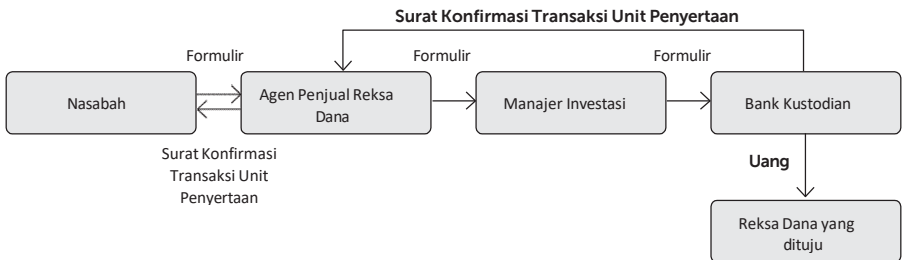 Surat Konfirmasi Transaksi Unit Penyertaan
Formulir
Formulir
Formulir
Nasabah
Agen Penjual Reksa
Dana
Manajer Investasi
Bank Kustodian
Surat Konfirmasi
Transaksi Unit
Penyertaan
Uang
Reksa Dana yang
dituju